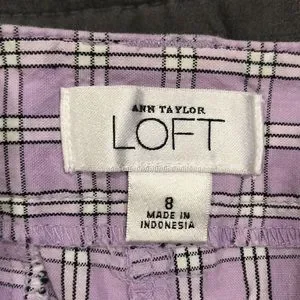 ANN TAYLOR
LOFT
8
MADE IN
INDONESIA